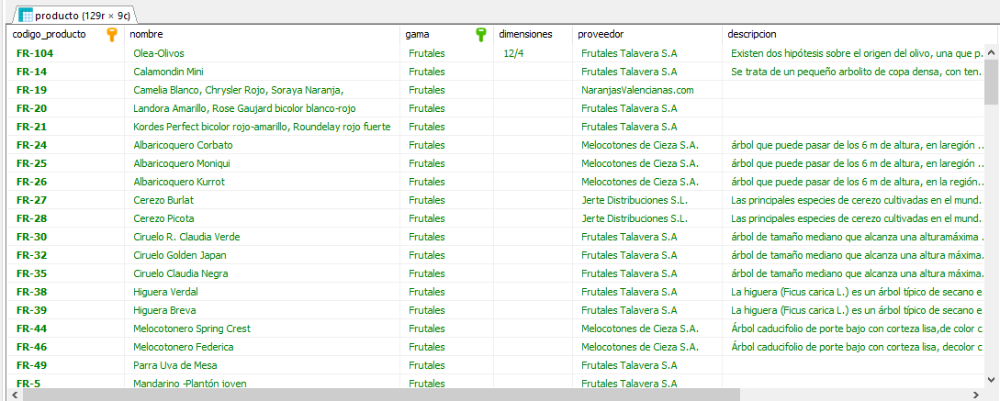 producto (129r × 9c)
codigo_producto nombre gama dimensiones proveedor descripcion
FR-104 Olea-Olivos Frutales 12/4 Frutales Talavera S.A Existen dos hipótesis sobre el origen del olivo, una que p...
FR-14 Calamondin Mini Frutales Frutales Talavera S.A Se trata de un pequeño arbolito de copa densa, con ten...
FR-19 Camelia Blanco, Chrysler Rojo, Soraya Naranja, Frutales NaranjasValencianas.com
FR-20 Landora Amarillo, Rose Gaujard bicolor blanco-rojo Frutales Frutales Talavera S.A
FR-21 Kordes Perfect bicolor rojo-amarillo, Roundelay rojo fuerte Frutales Frutales Talavera S.A
FR-24 Albaricoquero Corbato Frutales Melocotones de Cieza S.A. árbol que puede pasar de los 6 m de altura, en laregión ...
FR-25 Albaricoquero Moniqui Frutales Melocotones de Cieza S.A. árbol que puede pasar de los 6 m de altura, en laregión ...
FR-26 Albaricoquero Kurrot Frutales Melocotones de Cieza S.A. árbol que puede pasar de los 6 m de altura, en la región...
FR-27 Cerezo Burlat Frutales Jerte Distribuciones S.L. Las principales especies de cerezo cultivadas en el mund...
FR-28 Cerezo Picota Frutales Jerte Distribuciones S.L. Las principales especies de cerezo cultivadas en el mund...
FR-30 Ciruelo R. Claudia Verde Frutales Frutales Talavera S.A árbol de tamaño mediano que alcanza una alturamáxima ...
FR-32 Ciruelo Golden Japan Frutales Frutales Talavera S.A árbol de tamaño mediano que alcanza una altura máxima...
FR-35 Ciruelo Claudia Negra Frutales Frutales Talavera S.A árbol de tamaño mediano que alcanza una altura máxima...
FR-38 Higuera Verdal Frutales Frutales Talavera S.A La higuera (Ficus carica L.) es un árbol típico de secano e...
FR-39 Higuera Breva Frutales Frutales Talavera S.A La higuera (Ficus carica L.) es un árbol típico de secano e...
FR-44 Melocotonero Spring Crest Frutales Melocotones de Cieza S.A. Árbol caducifolio de porte bajo con corteza lisa,de color c...
FR-46 Melocotonero Federica Frutales Melocotones de Cieza S.A. Árbol caducifolio de porte bajo con corteza lisa, decolor c...
FR-49 Parra Uva de Mesa Frutales Frutales Talavera S.A
FR-5 Mandarino -Plantón joven Frutales Frutales Talavera S.A